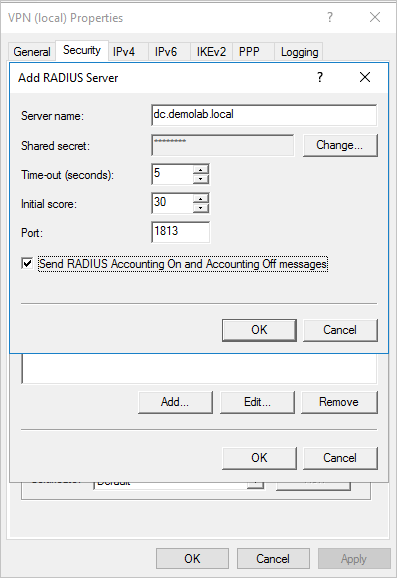 VPN (local) Properties
General Security IPv4 IPv6 IKEv2 PPP Logging
Add RADIUS Server
Server name: dc.demolab.local
Shared secret: ******** Change...
Time-out (seconds): 5
Initial score: 30
Port: 1813
Send RADIUS Accounting On and Accounting Off messages
OK Cancel
Add... Edit... Remove
OK Cancel
Default
OK Cancel Apply